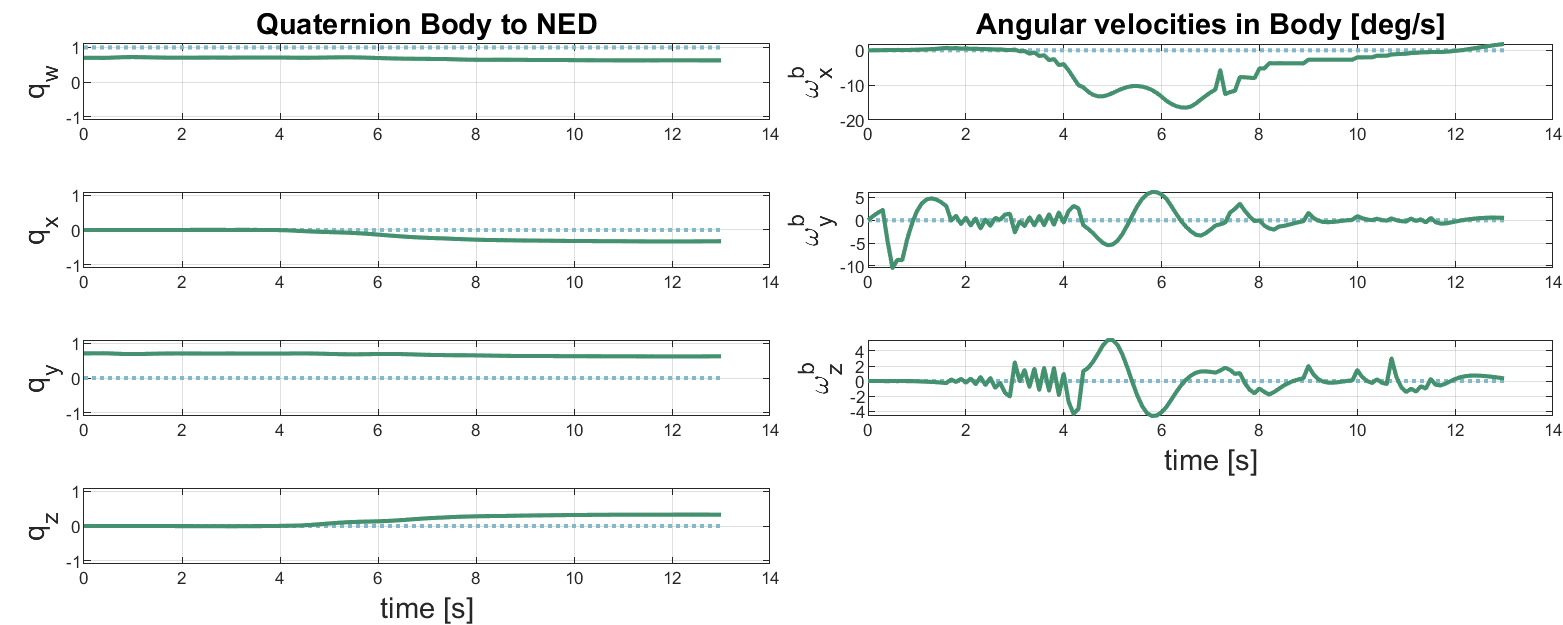 Quaternion Body to NED
q_w
1
0
-1
0 2 4 6 8 10 12 14
q_x
1
0
-1
0 2 4 6 8 10 12 14
q_y
1
0
-1
0 2 4 6 8 10 12 14
q_z
1
0
-1
0 2 4 6 8 10 12 14
time [s]
Angular velocities in Body [deg/s]
ω_x^b
0
-10
-20
0 2 4 6 8 10 12 14
ω_y^b
5
0
-5
-10
0 2 4 6 8 10 12 14
ω_z^b
4
2
0
-2
-4
0 2 4 6 8 10 12 14
time [s]